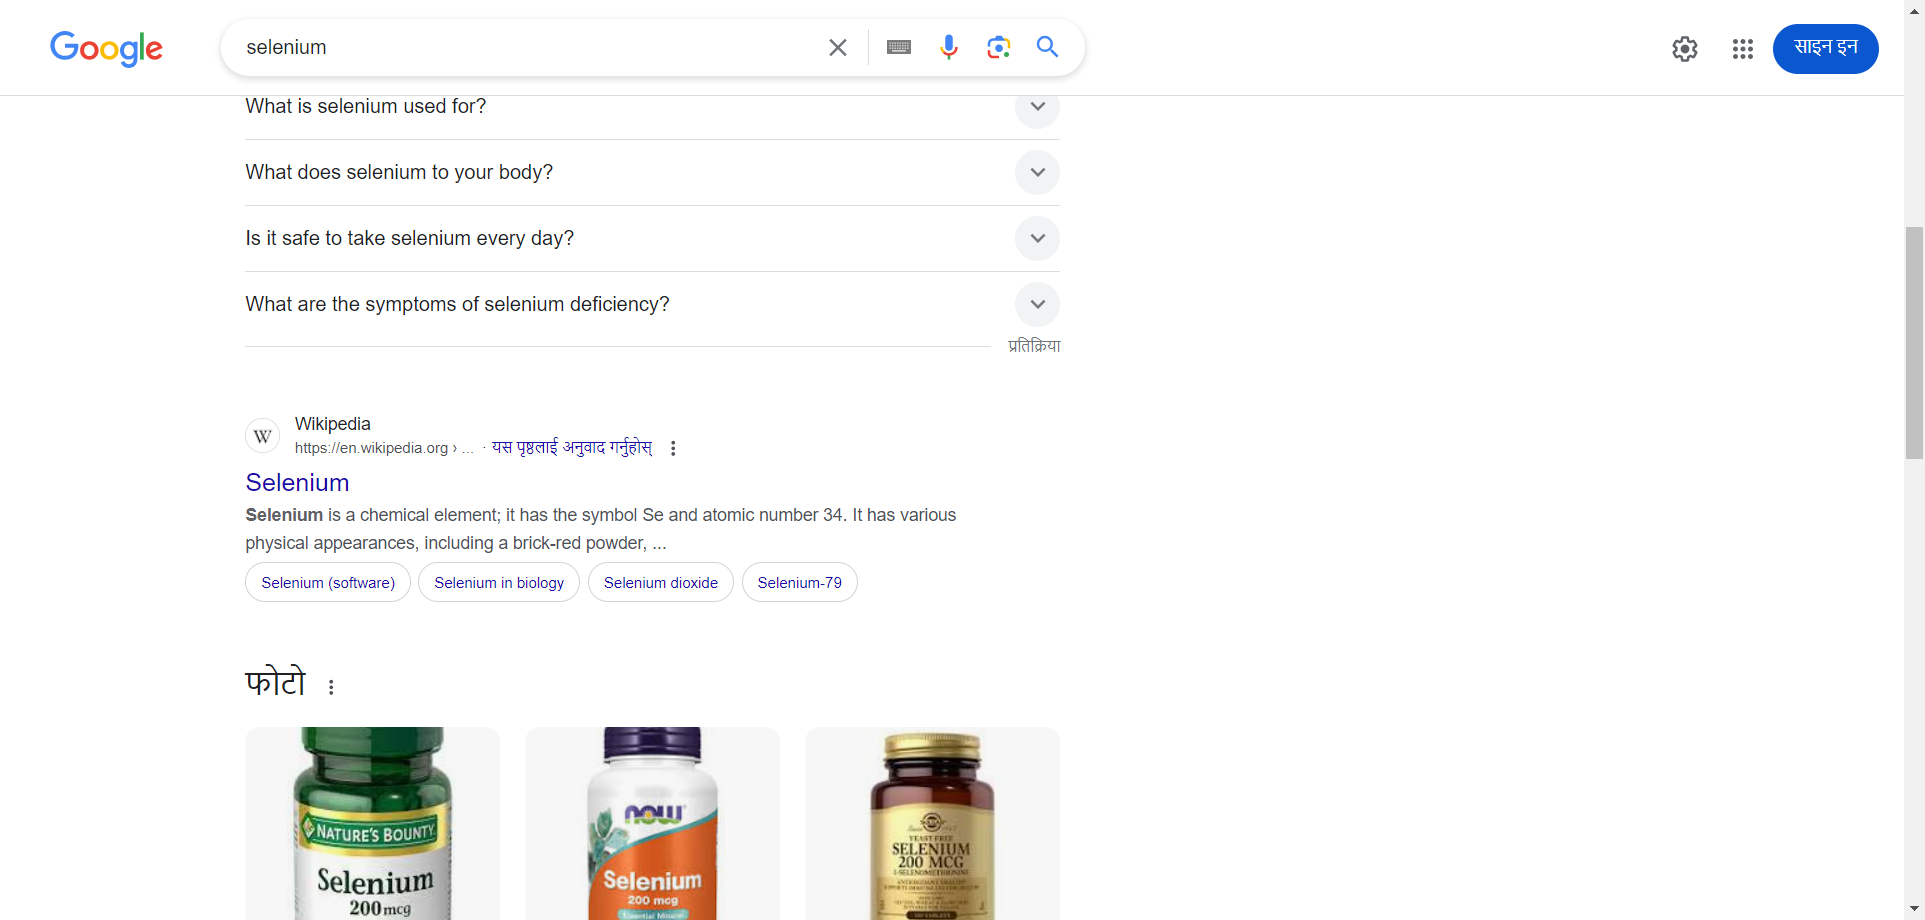 Google
selenium
साइन इन
What is selenium used for?
What does selenium to your body?
Is it safe to take selenium every day?
What are the symptoms of selenium deficiency?
प्रतिक्रिया
W
Wikipedia
https://en.wikipedia.org › ... · यस पृष्ठलाई अनुवाद गर्नुहोस्
Selenium
Selenium is a chemical element; it has the symbol Se and atomic number 34. It has various
physical appearances, including a brick-red powder, ...
Selenium (software) Selenium in biology Selenium dioxide Selenium-79
फोटो
NATURE'S BOUNTY
Selenium
200 mcg
NOW
Selenium
200 mcg
Essential Mineral
SOLGAR
YEAST-FREE
SELENIUM
200 MCG
L-SELENOMETHIONINE